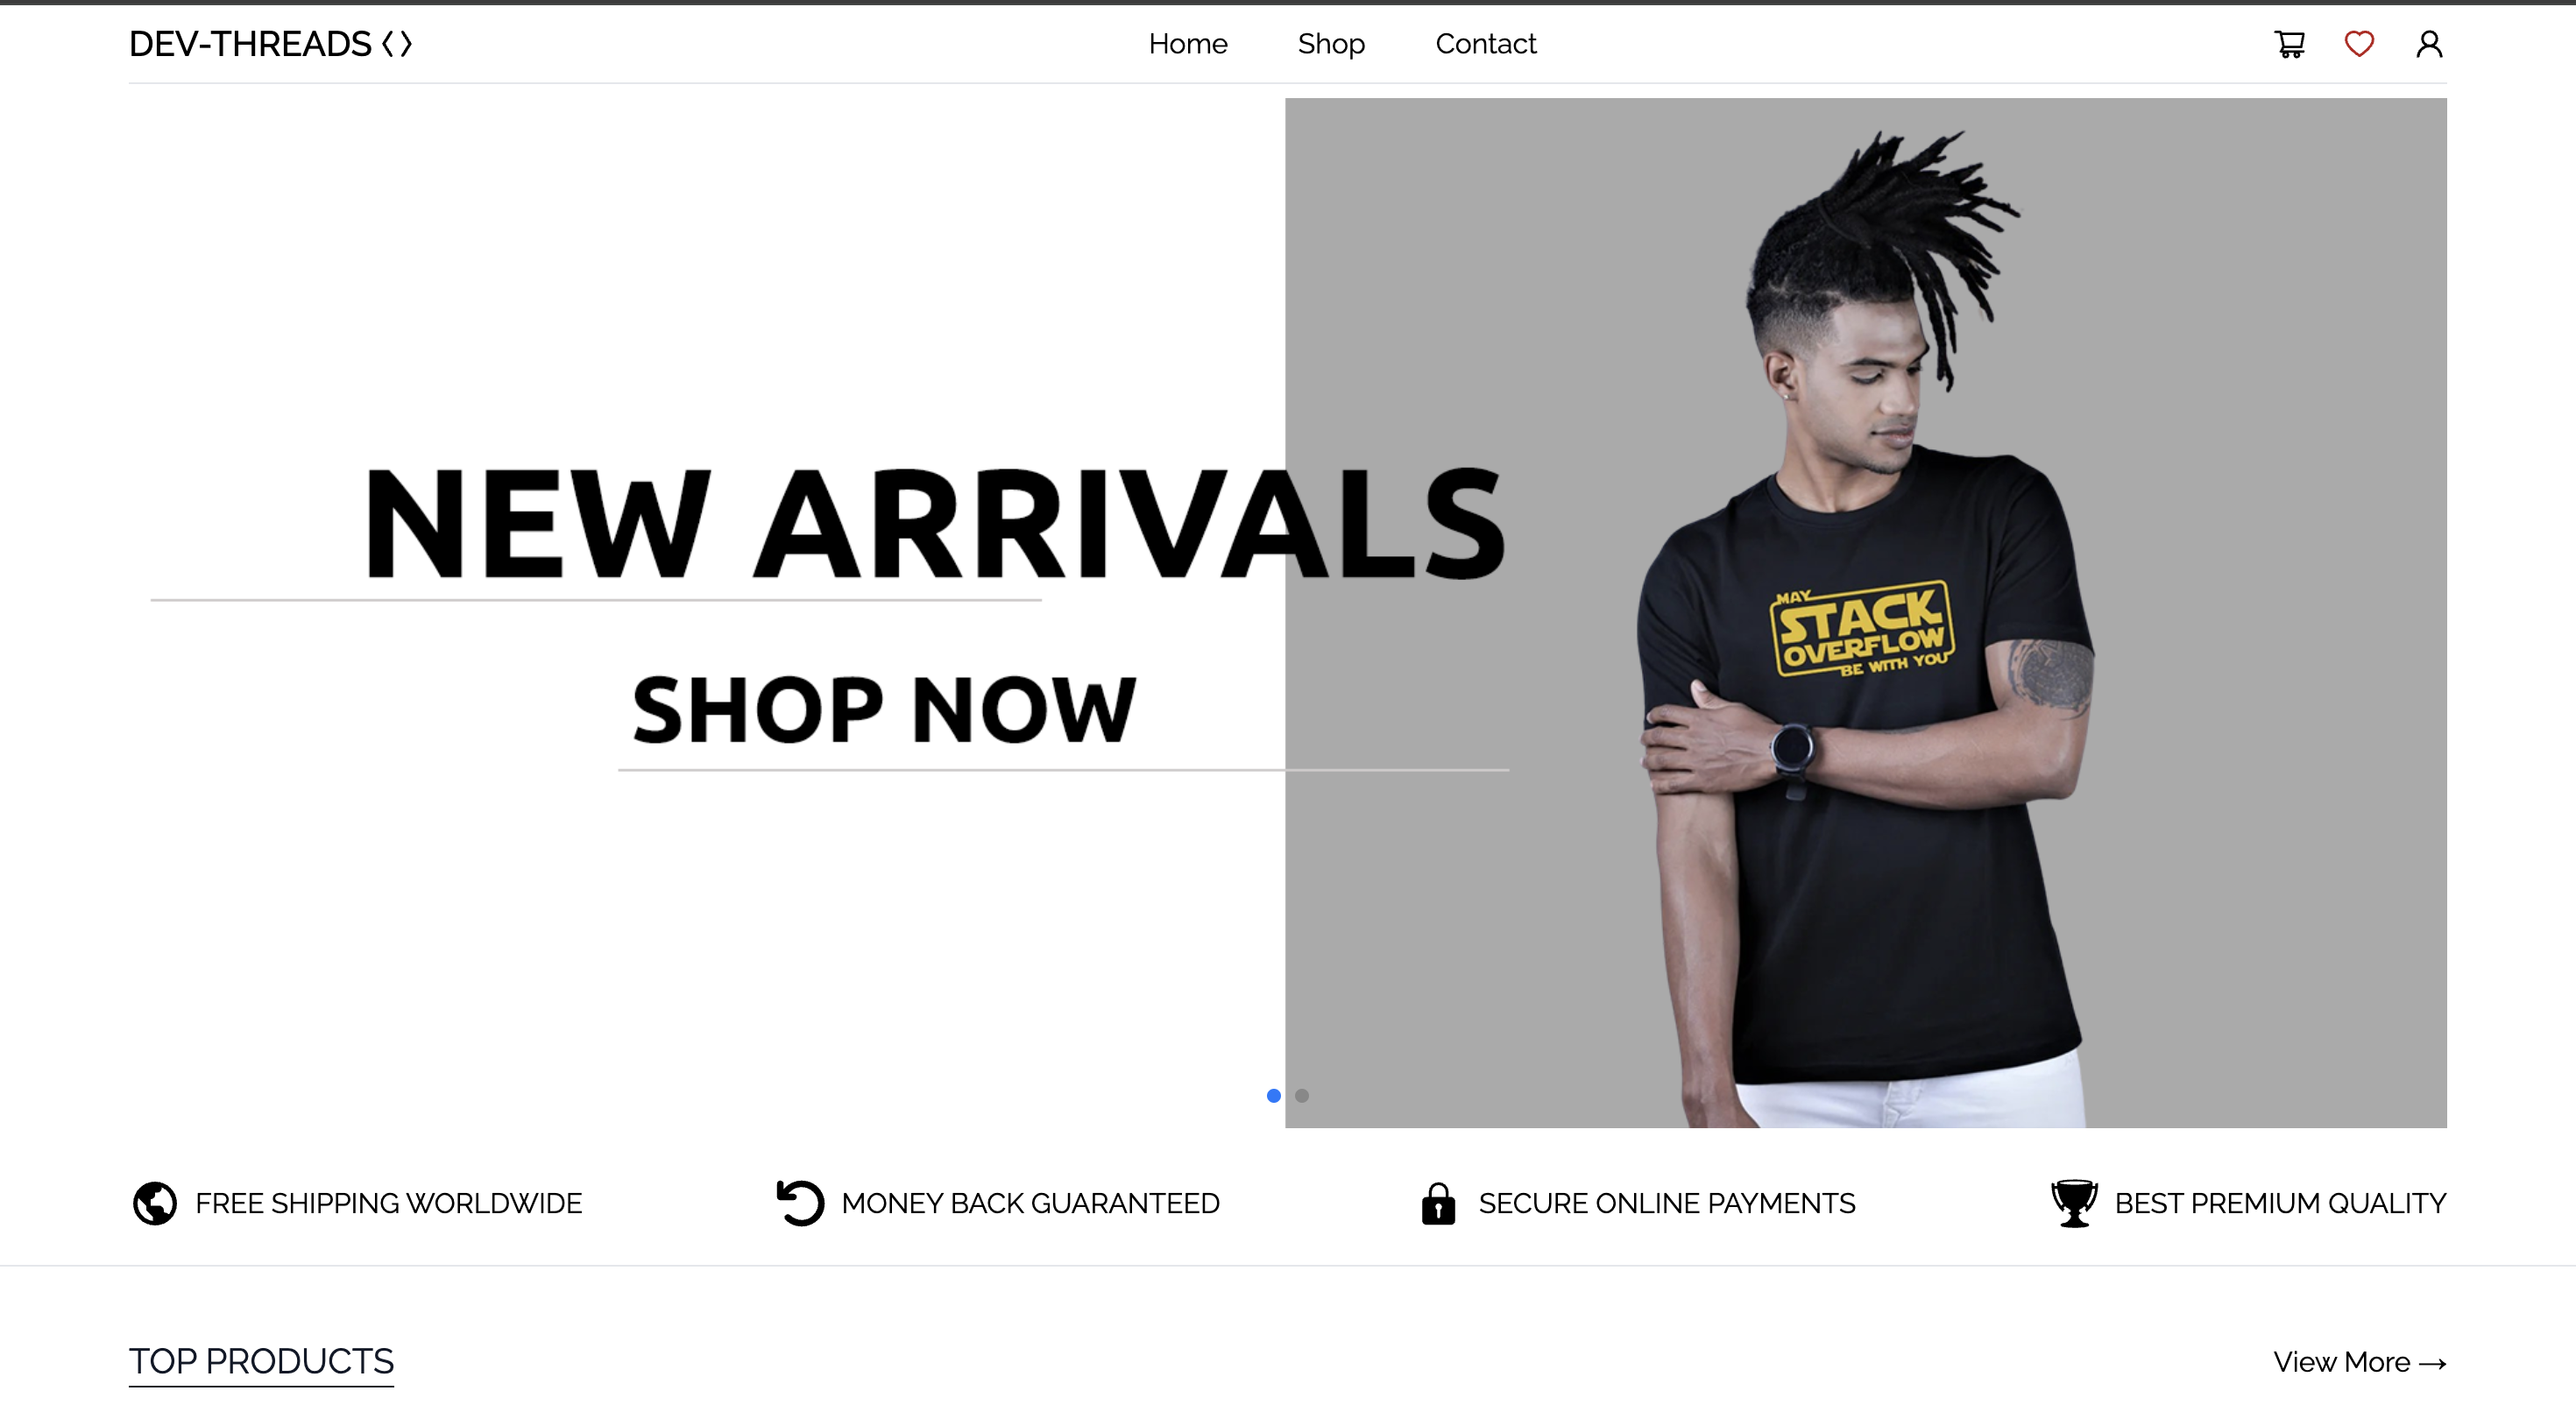 DEV-THREADS <>
Home
Shop
Contact
NEW ARRIVALS
SHOP NOW
MAY
STACK
OVERFLOW
BE WITH YOU
FREE SHIPPING WORLDWIDE
MONEY BACK GUARANTEED
SECURE ONLINE PAYMENTS
BEST PREMIUM QUALITY
TOP PRODUCTS
View More →